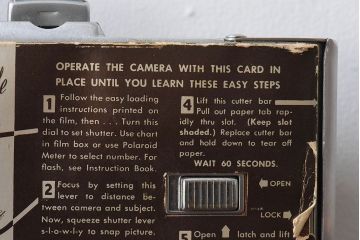 OPERATE THE CAMERA WITH THIS CARD IN
PLACE UNTIL YOU LEARN THESE EASY STEPS
1 Follow the easy loading
instructions printed on
the film, then . . . Turn this
dial to set shutter. Use chart
in film box or use Polaroid
Meter to select number. For
flash, see Instruction Book.
2 Focus by setting this
lever to distance be-
tween camera and subject.
Now, squeeze shutter lever
s-l-o-w-l-y to snap picture.
4 Lift this cutter bar
Pull out paper tab rap-
idly thru slot. (Keep slot
shaded.) Replace cutter bar
and hold down to tear off
paper.
WAIT 60 SECONDS.
OPEN
LOCK
5 Open latch and lift